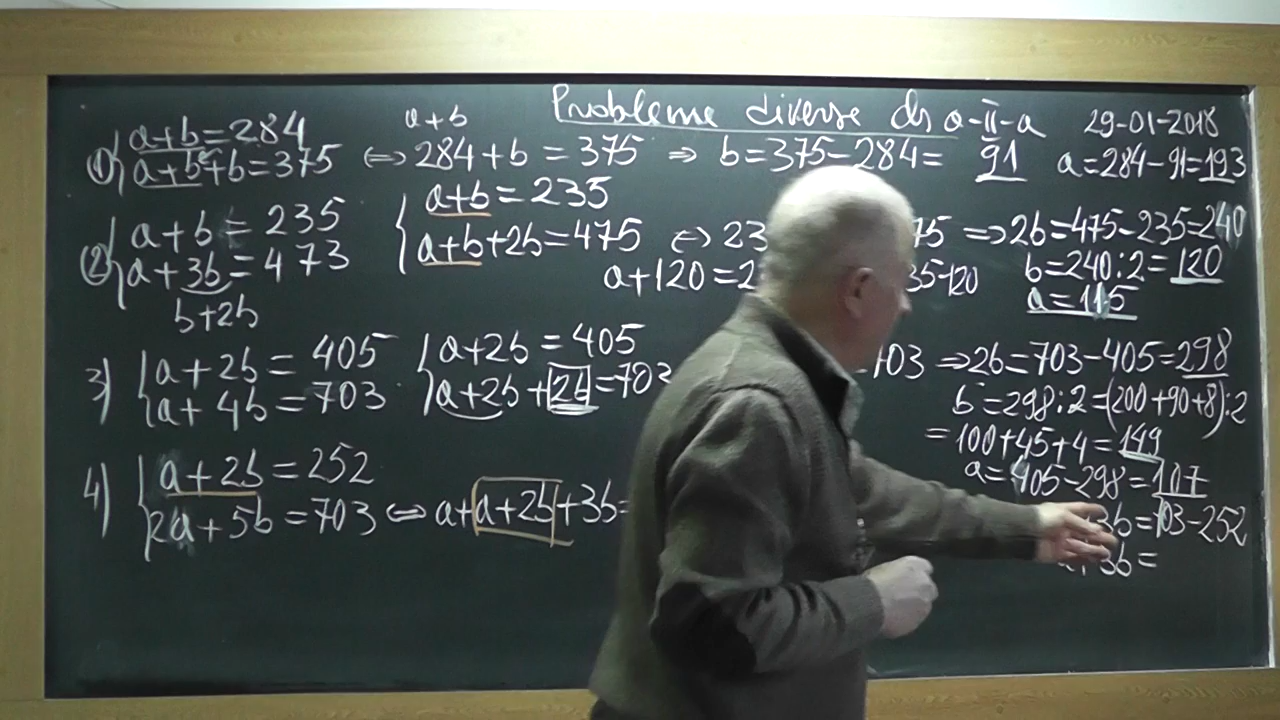 Probleme diverse cls a-II-a 29-01-2018
1) a+b=284
a+b+b=375 <=> 284+b=375 => b=375-284=91 a=284-91=193
a+b
2) a+b=235
a+3b=473
b+2b
a+b=235
a+b+2b=475 <=> 23 75 => 2b=475-235=240
a+120=2 35-120 b=240:2=120
a=115
3) a+2b=405
a+4b=703
a+2b=405
a+2b+2b=703 703 => 2b=703-405=298
b=298:2=(200+90+8):2
=100+45+4=149
a=405-298=107
4) a+2b=252
2a+5b=703 <=> a+a+2b+3b= 3b=703-252
3b=